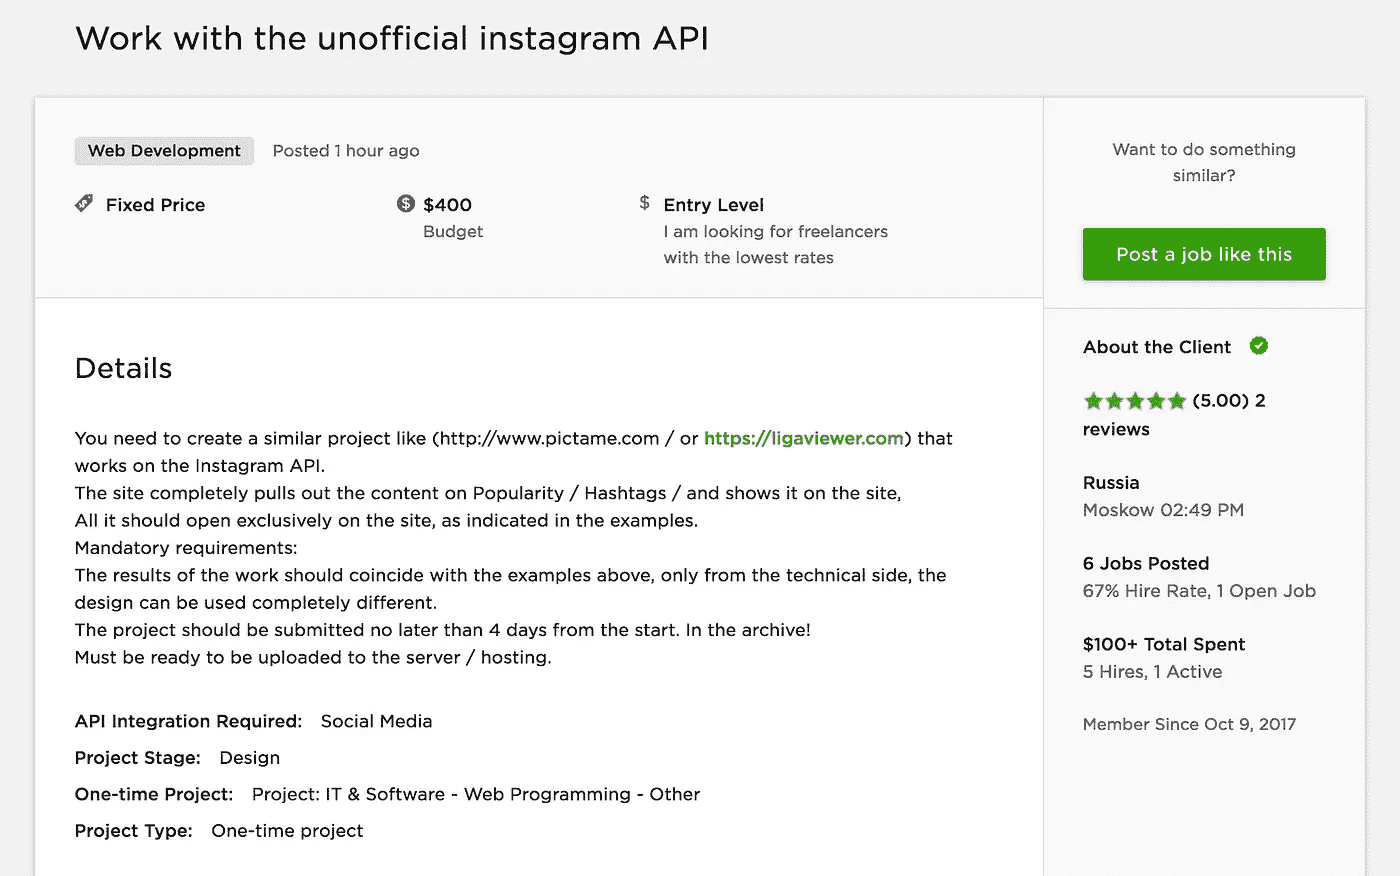 Work with the unofficial instagram API
Web Development
Posted 1 hour ago
Fixed Price
$400
Budget
$
Entry Level
I am looking for freelancers
with the lowest rates
Details
You need to create a similar project like (http://www.pictame.com / or https://ligaviewer.com) that
works on the Instagram API.
The site completely pulls out the content on Popularity / Hashtags / and shows it on the site,
All it should open exclusively on the site, as indicated in the examples.
Mandatory requirements:
The results of the work should coincide with the examples above, only from the technical side, the
design can be used completely different.
The project should be submitted no later than 4 days from the start. In the archive!
Must be ready to be uploaded to the server / hosting.
API Integration Required: Social Media
Project Stage: Design
One-time Project: Project: IT & Software - Web Programming - Other
Project Type: One-time project
Want to do something
similar?
Post a job like this
About the Client
(5.00) 2
reviews
Russia
Moskow 02:49 PM
6 Jobs Posted
67% Hire Rate, 1 Open Job
$100+ Total Spent
5 Hires, 1 Active
Member Since Oct 9, 2017